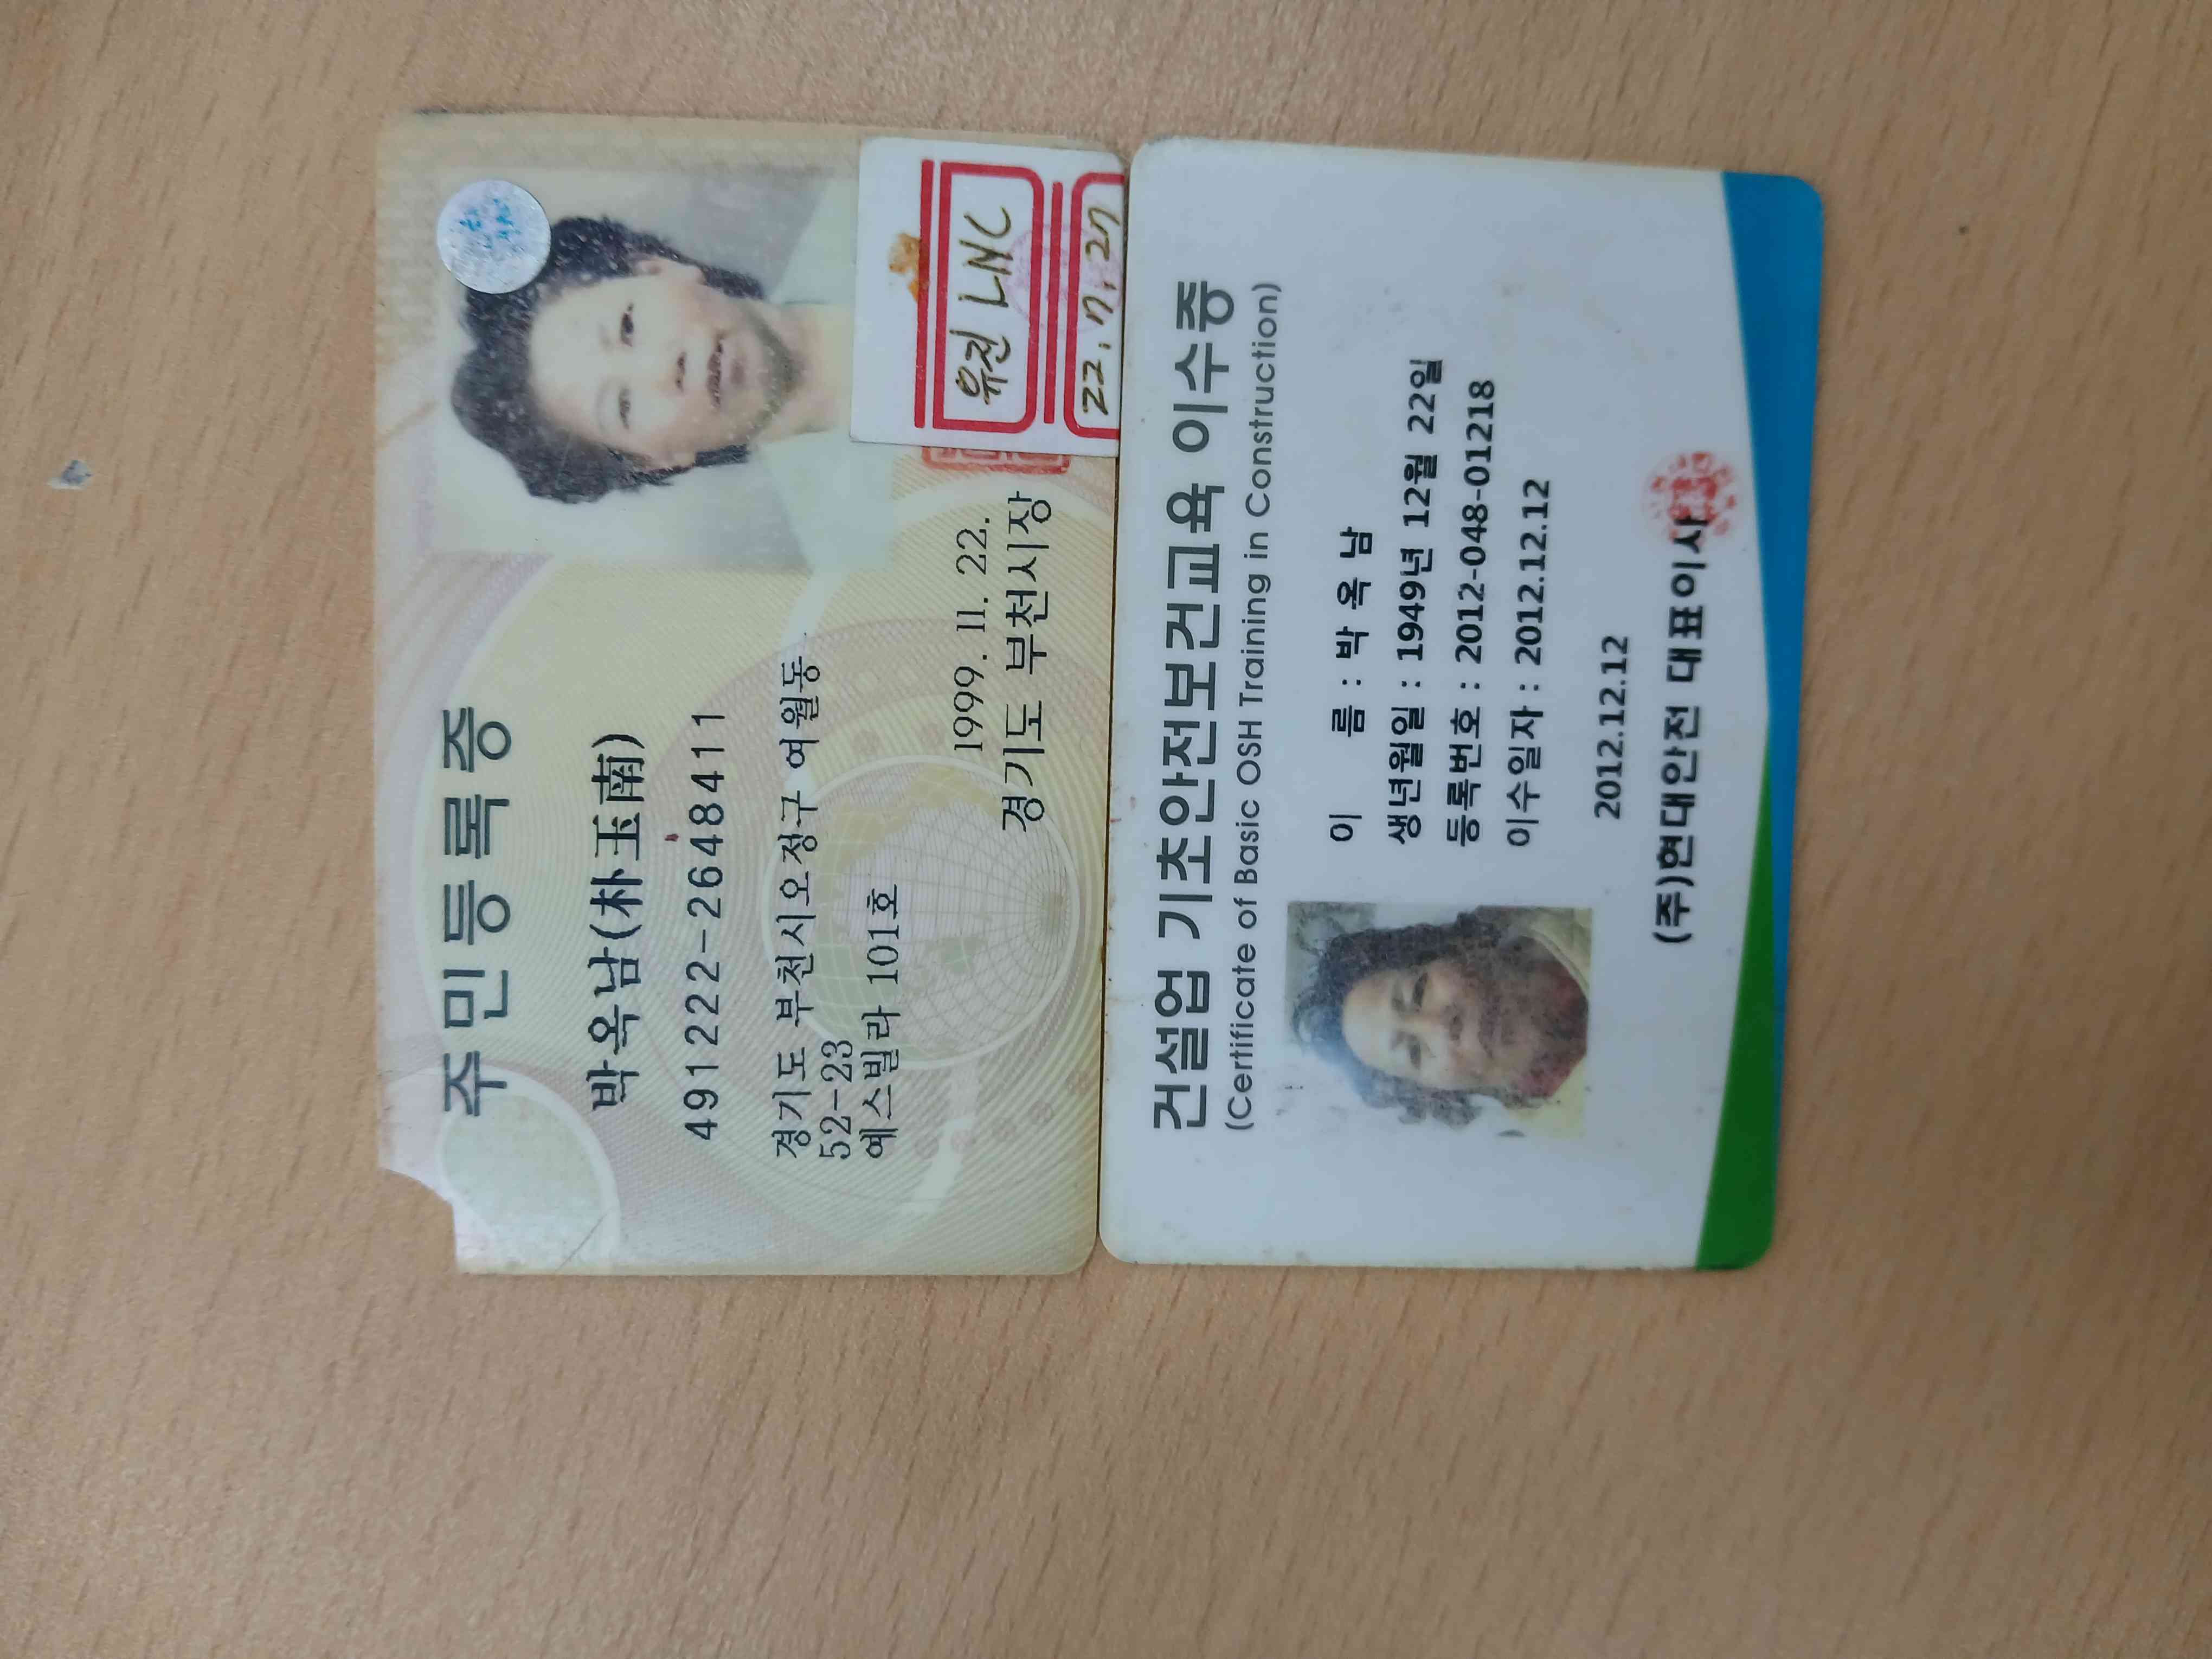 주민등록증
박옥남(朴玉南)
491222-2648411
경기도 부천시오정구 여월동
52-23
예스빌라 101호
1999. 11. 22.
경기도 부천시장
유진 LNC
22. 7. 27
건설업 기초안전보건교육 이수증
(Certificate of Basic OSH Training in Construction)
이 름 : 박 옥 남
생년월일 : 1949년 12월 22일
등록번호 : 2012-048-01218
이수일자 : 2012.12.12
2012.12.12
(주)현대안전 대표이사